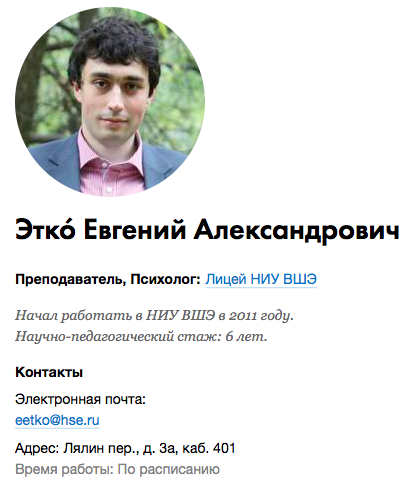 Этко́ Евгений Александрович
Преподаватель, Психолог: Лицей НИУ ВШЭ
Начал работать в НИУ ВШЭ в 2011 году.
Научно-педагогический стаж: 6 лет.
Контакты
Электронная почта:
eetko@hse.ru
Адрес: Лялин пер., д. 3а, каб. 401
Время работы: По расписанию